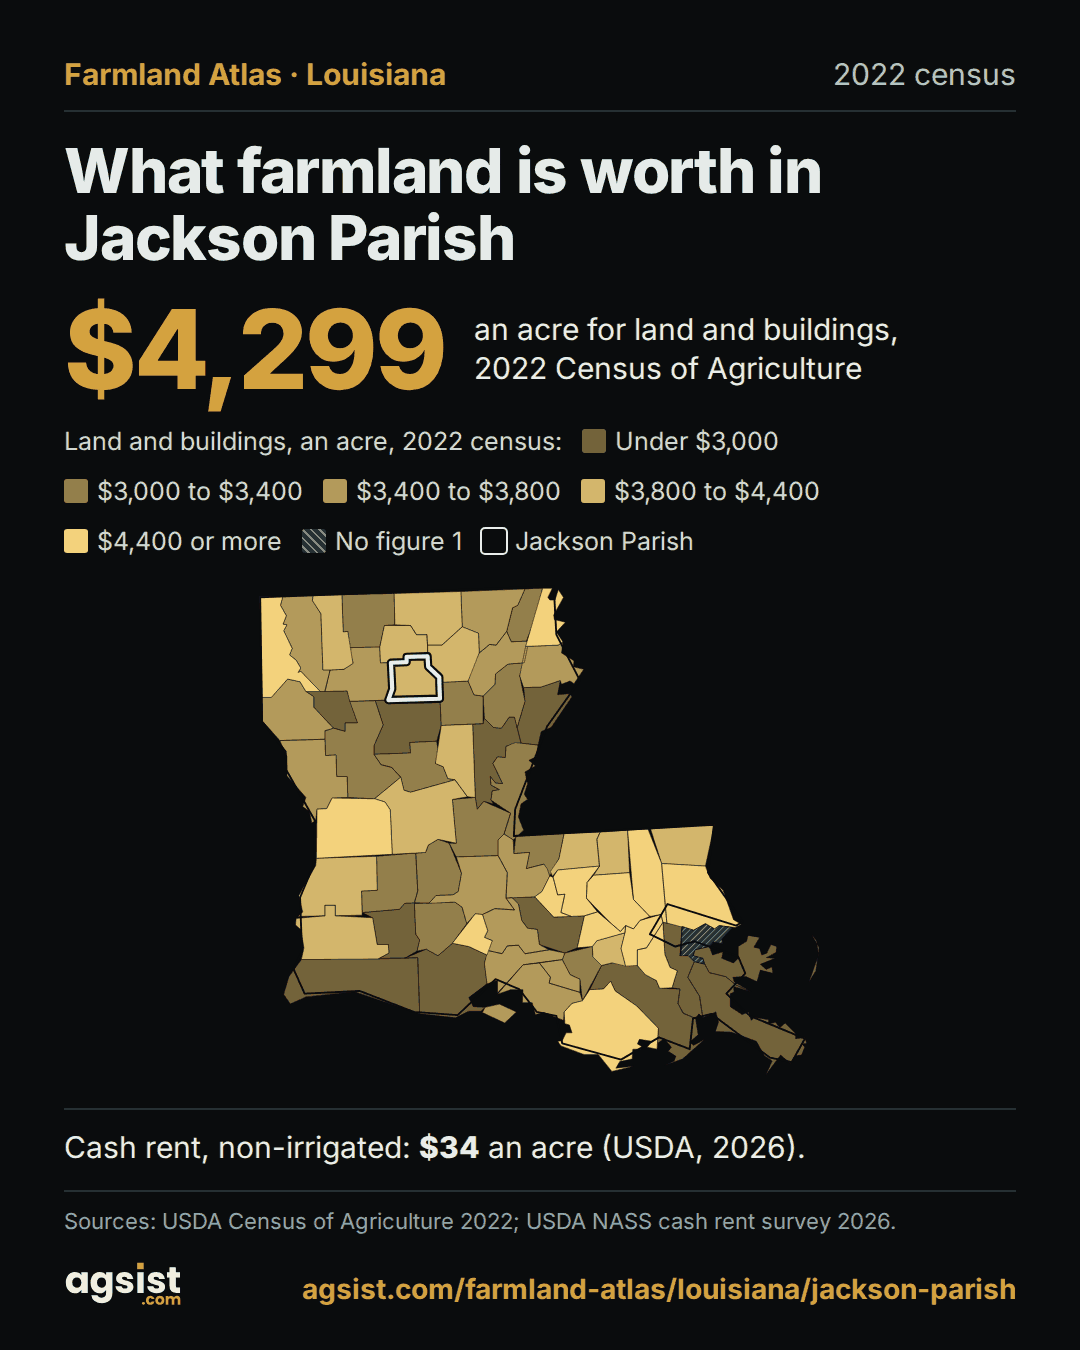 Farmland Atlas · Louisiana
2022 census
What farmland is worth in
Jackson Parish
$4,299
an acre for land and buildings,
2022 Census of Agriculture
Land and buildings, an acre, 2022 census: Under $3,000
$3,000 to $3,400 $3,400 to $3,800 $3,800 to $4,400
$4,400 or more No figure 1 Jackson Parish
Cash rent, non-irrigated: $34 an acre (USDA, 2026).
Sources: USDA Census of Agriculture 2022; USDA NASS cash rent survey 2026.
agsist
.com
agsist.com/farmland-atlas/louisiana/jackson-parish